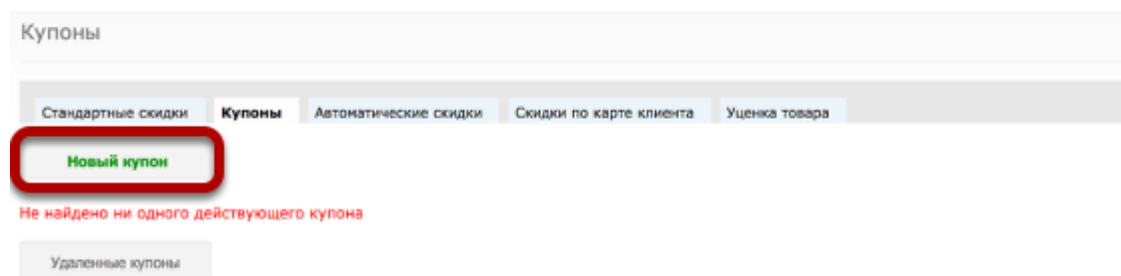 Купоны
Стандартные скидки Купоны Автоматические скидки Скидки по карте клиента Уценка товара
Новый купон
Не найдено ни одного действующего купона
Удаленные купоны